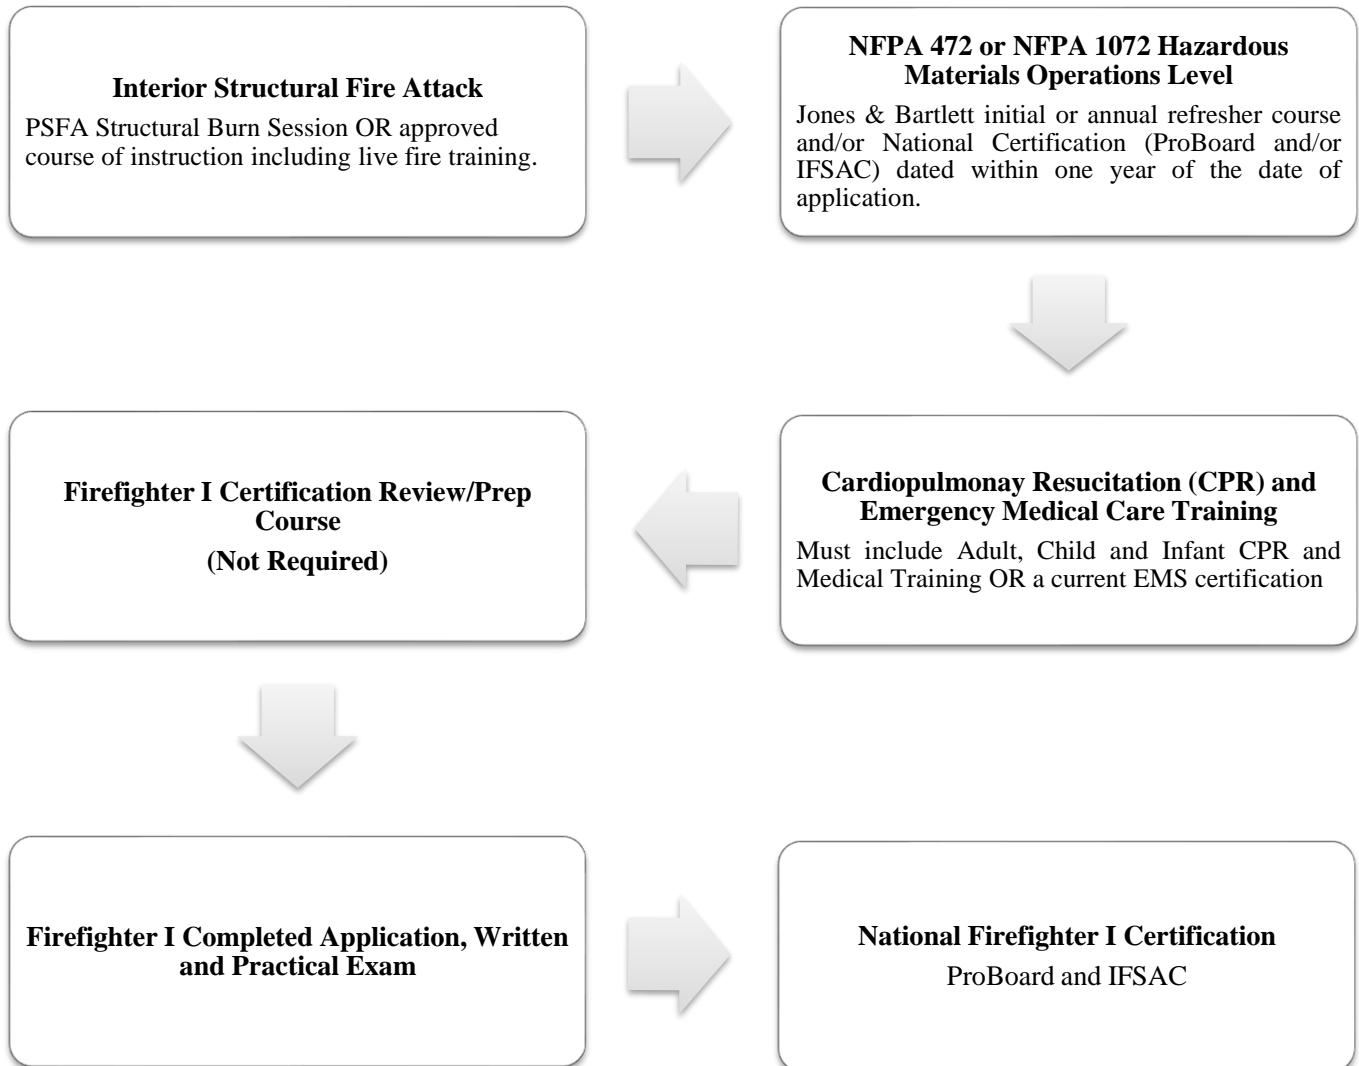 Interior Structural Fire Attack
PSFA Structural Burn Session OR approved
course of instruction including live fire training.
NFPA 472 or NFPA 1072 Hazardous
Materials Operations Level
Jones & Bartlett initial or annual refresher course
and/or National Certification (ProBoard and/or
IFSAC) dated within one year of the date of
application.
Cardiopulmonay Resucitation (CPR) and
Emergency Medical Care Training
Must include Adult, Child and Infant CPR and
Medical Training OR a current EMS certification
Firefighter I Certification Review/Prep
Course
(Not Required)
Firefighter I Completed Application, Written
and Practical Exam
National Firefighter I Certification
ProBoard and IFSAC